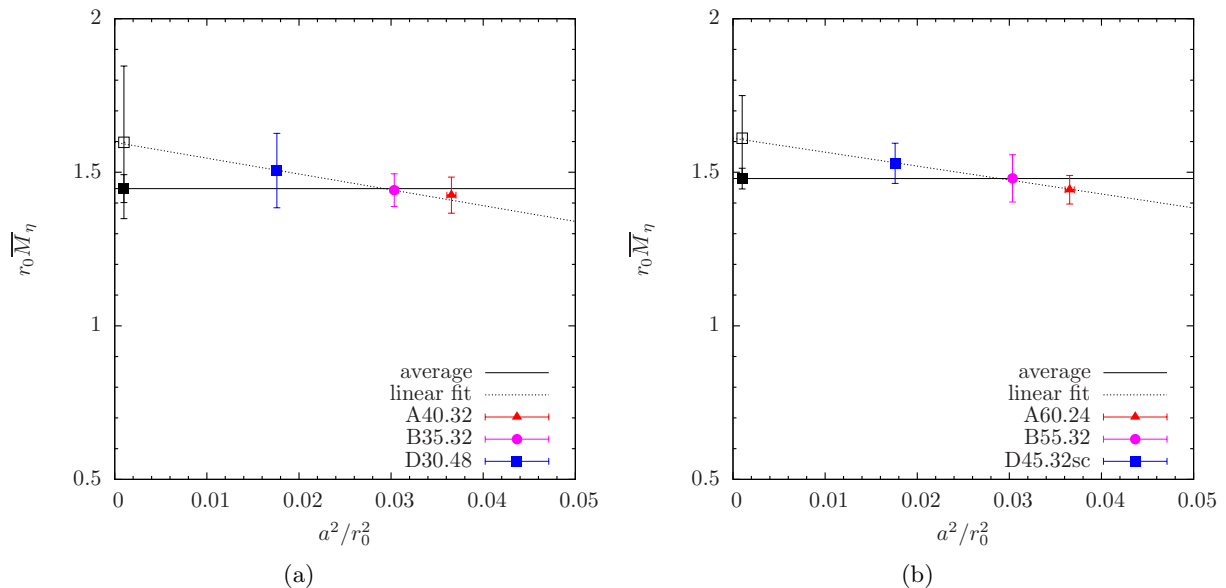 2
1.5
1
0.5
0
0.01
0.02
0.03
0.04
0.05
r₀M̅η
a²/r₀²
average
linear fit
A40.32
B35.32
D30.48
(a)
2
1.5
1
0.5
0
0.01
0.02
0.03
0.04
0.05
r₀M̅η
a²/r₀²
average
linear fit
A60.24
B55.32
D45.32sc
(b)